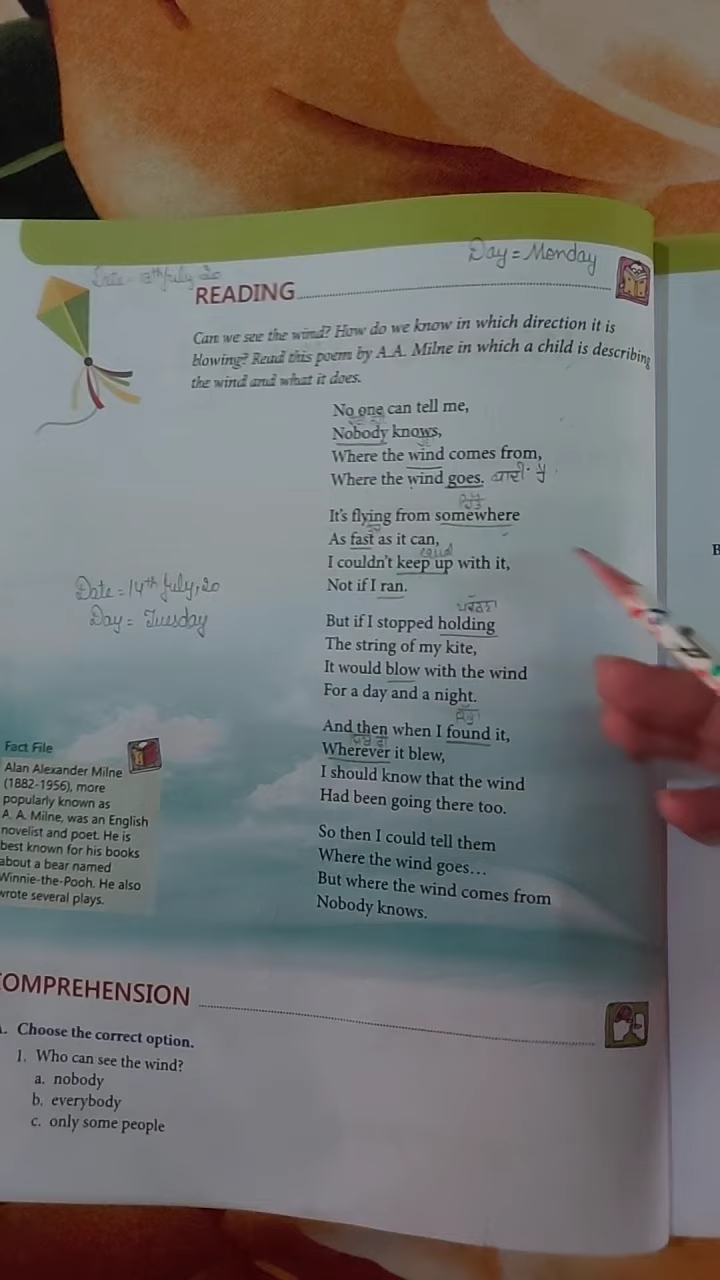 Day = Monday
Date = 13th July, 20
READING
Can we see the wind? How do we know in which direction it is
blowing? Read this poem by A.A. Milne in which a child is describing
the wind and what it does.
No one can tell me,
Nobody knows,
Where the wind comes from,
Where the wind goes.
It's flying from somewhere
As fast as it can,
equal
I couldn't keep up with it,
Not if I ran.
Date = 14th July, 20
Day = Tuesday
But if I stopped holding
The string of my kite,
It would blow with the wind
For a day and a night.
And then when I found it,
Wherever it blew,
I should know that the wind
Had been going there too.
So then I could tell them
Where the wind goes...
But where the wind comes from
Nobody knows.
Fact File
Alan Alexander Milne
(1882-1956), more
popularly known as
A. A. Milne, was an English
novelist and poet. He is
best known for his books
about a bear named
Winnie-the-Pooh. He also
wrote several plays.
COMPREHENSION
A. Choose the correct option.
1. Who can see the wind?
a. nobody
b. everybody
c. only some people
B